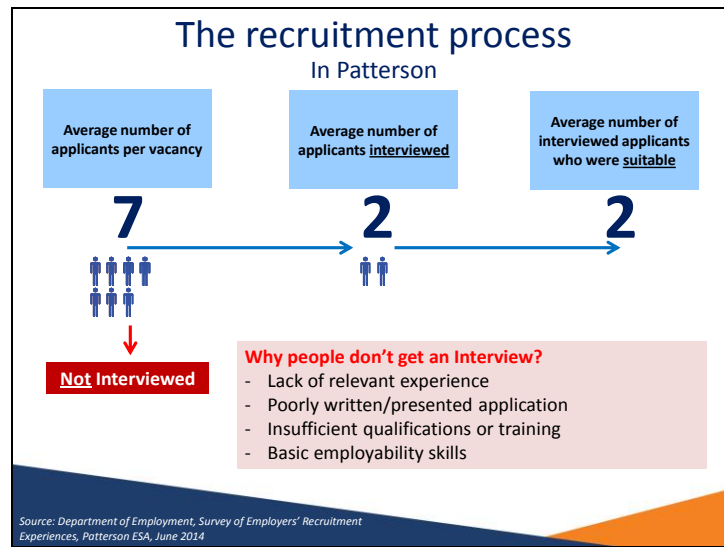 The recruitment process
In Patterson
Average number of
applicants per vacancy
Average number of
applicants interviewed
Average number of
interviewed applicants
who were suitable
7
2
2
Not Interviewed
Why people don’t get an Interview?
- Lack of relevant experience
- Poorly written/presented application
- Insufficient qualifications or training
- Basic employability skills
Source: Department of Employment, Survey of Employers’ Recruitment
Experiences, Patterson ESA, June 2014